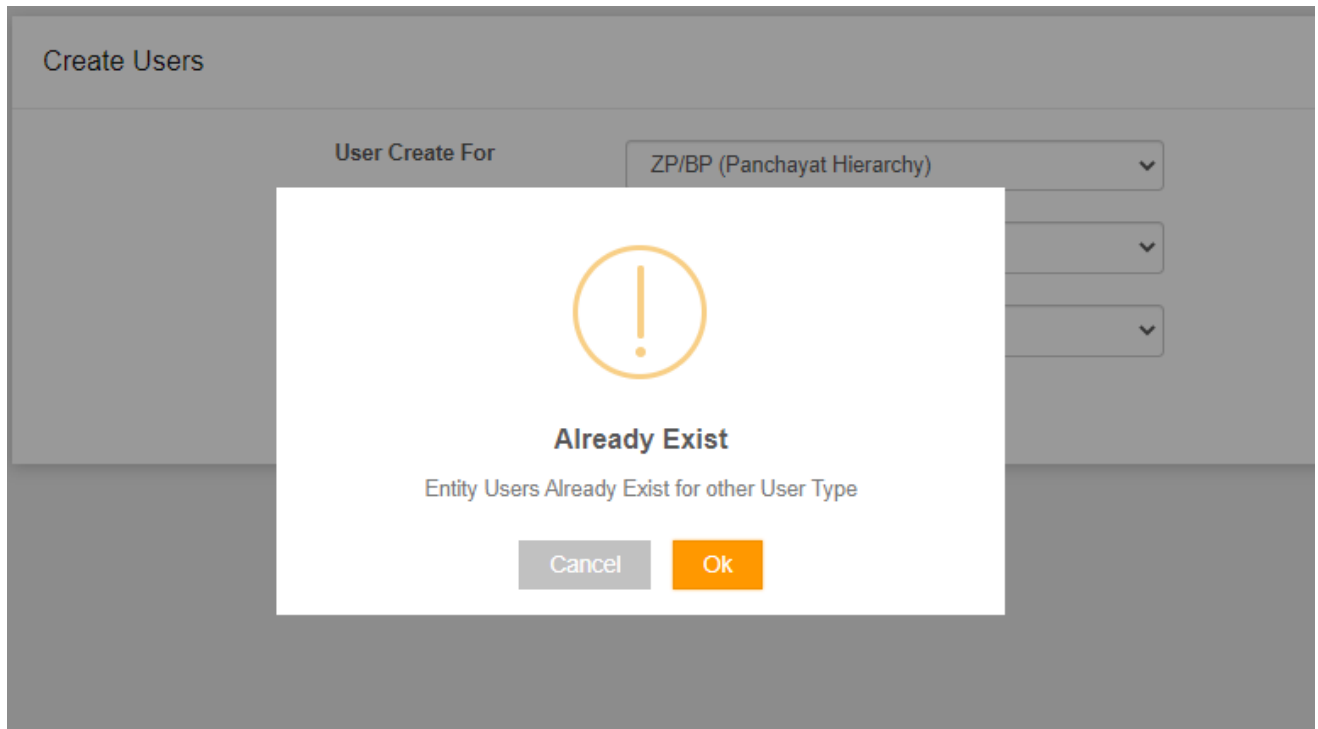 Create Users
User Create For
ZP/BP (Panchayat Hierarchy)
Already Exist
Entity Users Already Exist for other User Type
Cancel
Ok